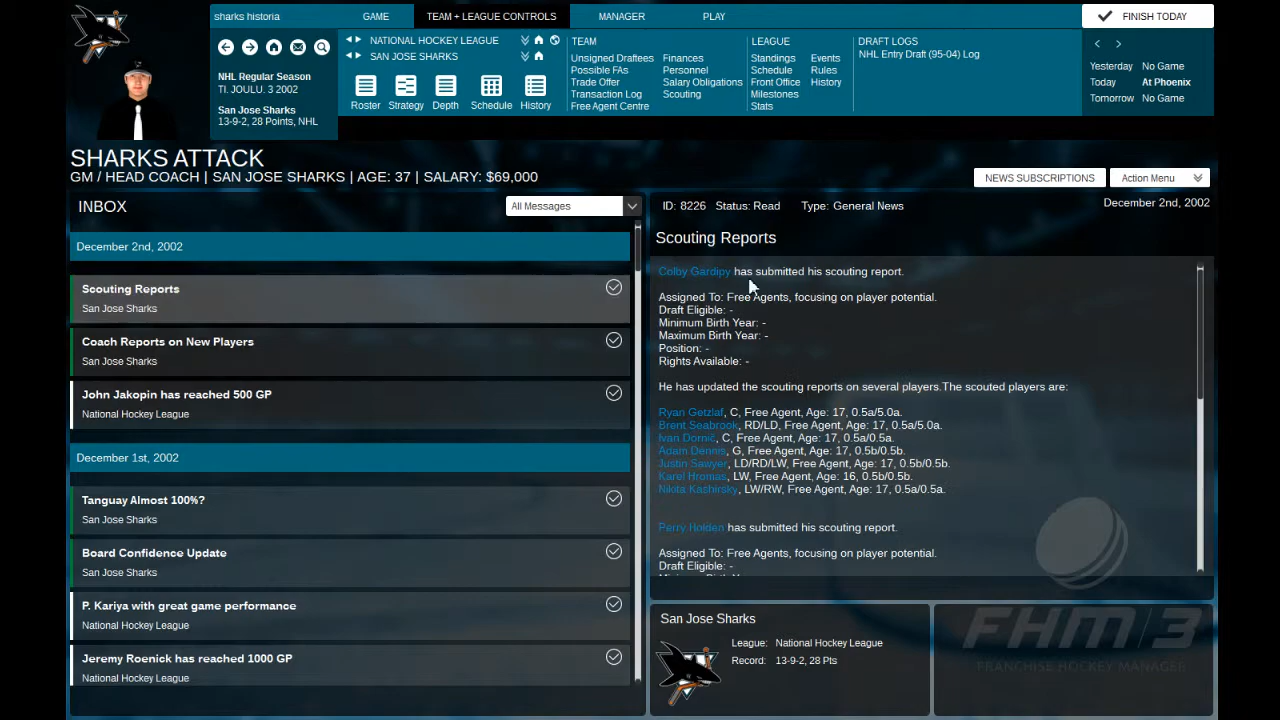 sharks historia
GAME
TEAM + LEAGUE CONTROLS
MANAGER
PLAY
FINISH TODAY
NHL Regular Season
TI. JOULU. 3 2002
San Jose Sharks
13-9-2, 28 Points, NHL
NATIONAL HOCKEY LEAGUE
SAN JOSE SHARKS
Roster
Strategy
Depth
Schedule
History
TEAM
Unsigned Draftees
Possible FAs
Trade Offer
Transaction Log
Free Agent Centre
Finances
Personnel
Salary Obligations
Scouting
LEAGUE
Standings
Schedule
Front Office
Milestones
Stats
Events
Rules
History
DRAFT LOGS
NHL Entry Draft (95-04) Log
Yesterday No Game
Today At Phoenix
Tomorrow No Game
SHARKS ATTACK
GM / HEAD COACH | SAN JOSE SHARKS | AGE: 37 | SALARY: $69,000
NEWS SUBSCRIPTIONS
Action Menu
INBOX
All Messages
December 2nd, 2002
Scouting Reports
San Jose Sharks
Coach Reports on New Players
San Jose Sharks
John Jakopin has reached 500 GP
National Hockey League
December 1st, 2002
Tanguay Almost 100%?
San Jose Sharks
Board Confidence Update
San Jose Sharks
P. Kariya with great game performance
National Hockey League
Jeremy Roenick has reached 1000 GP
National Hockey League
ID: 8226 Status: Read Type: General News
December 2nd, 2002
Scouting Reports
Colby Gardipy has submitted his scouting report.
Assigned To: Free Agents, focusing on player potential.
Draft Eligible: -
Minimum Birth Year: -
Maximum Birth Year: -
Position: -
Rights Available: -
He has updated the scouting reports on several players.The scouted players are:
Ryan Getzlaf, C, Free Agent, Age: 17, 0.5a/5.0a.
Brent Seabrook, RD/LD, Free Agent, Age: 17, 0.5a/5.0a.
Ivan Dornic, C, Free Agent, Age: 17, 0.5a/0.5a.
Adam Dennis, G, Free Agent, Age: 17, 0.5b/0.5b.
Justin Sawyer, LD/RD/LW, Free Agent, Age: 17, 0.5b/0.5b.
Karel Hromas, LW, Free Agent, Age: 16, 0.5b/0.5b.
Nikita Kashirsky, LW/RW, Free Agent, Age: 17, 0.5a/0.5a.
Perry Holden has submitted his scouting report.
Assigned To: Free Agents, focusing on player potential.
Draft Eligible: -
San Jose Sharks
League: National Hockey League
Record: 13-9-2, 28 Pts
FHM/3
FRANCHISE HOCKEY MANAGER